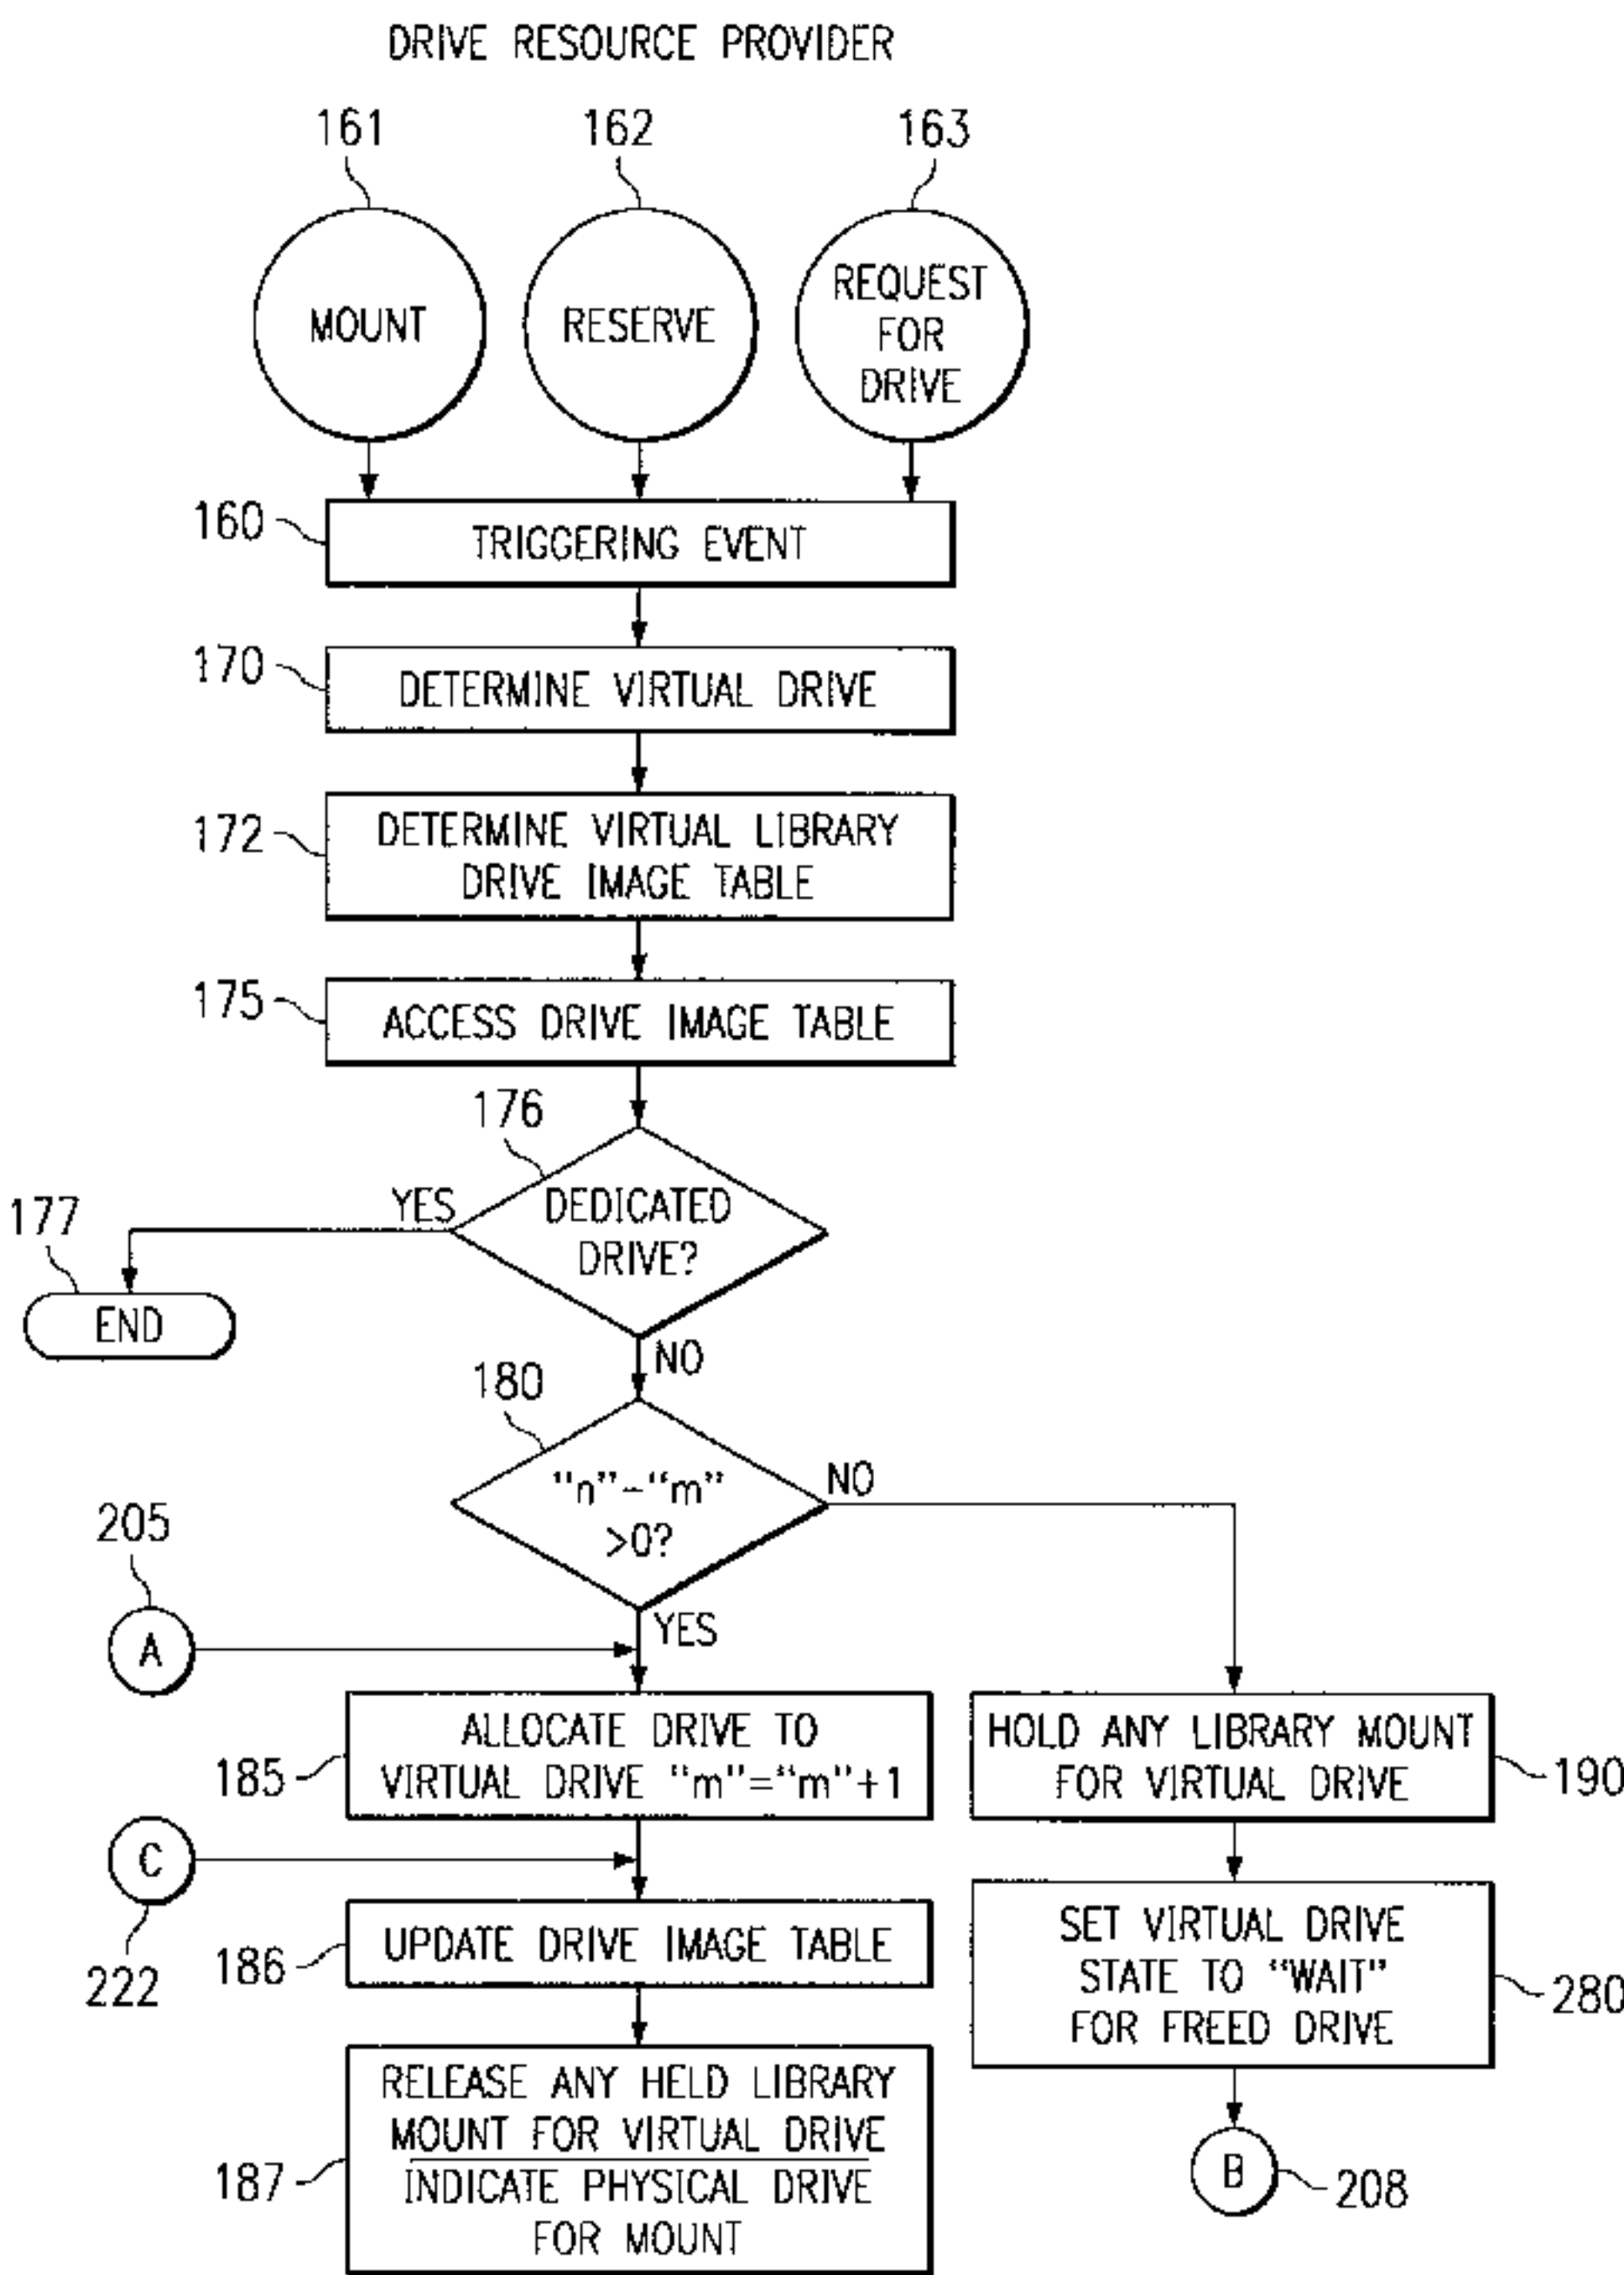 DRIVE RESOURCE PROVIDER
161
162
163
MOUNT
RESERVE
REQUEST
FOR
DRIVE
160
TRIGGERING EVENT
170
DETERMINE VIRTUAL DRIVE
172
DETERMINE VIRTUAL LIBRARY
DRIVE IMAGE TABLE
175
ACCESS DRIVE IMAGE TABLE
176
177
YES
DEDICATED
DRIVE?
END
NO
180
"n"-"m"
>0?
NO
205
A
YES
185
ALLOCATE DRIVE TO
VIRTUAL DRIVE "m"="m"+1
HOLD ANY LIBRARY MOUNT
FOR VIRTUAL DRIVE
190
C
222
186
UPDATE DRIVE IMAGE TABLE
SET VIRTUAL DRIVE
STATE TO "WAIT"
FOR FREED DRIVE
280
187
RELEASE ANY HELD LIBRARY
MOUNT FOR VIRTUAL DRIVE
INDICATE PHYSICAL DRIVE
FOR MOUNT
B
208